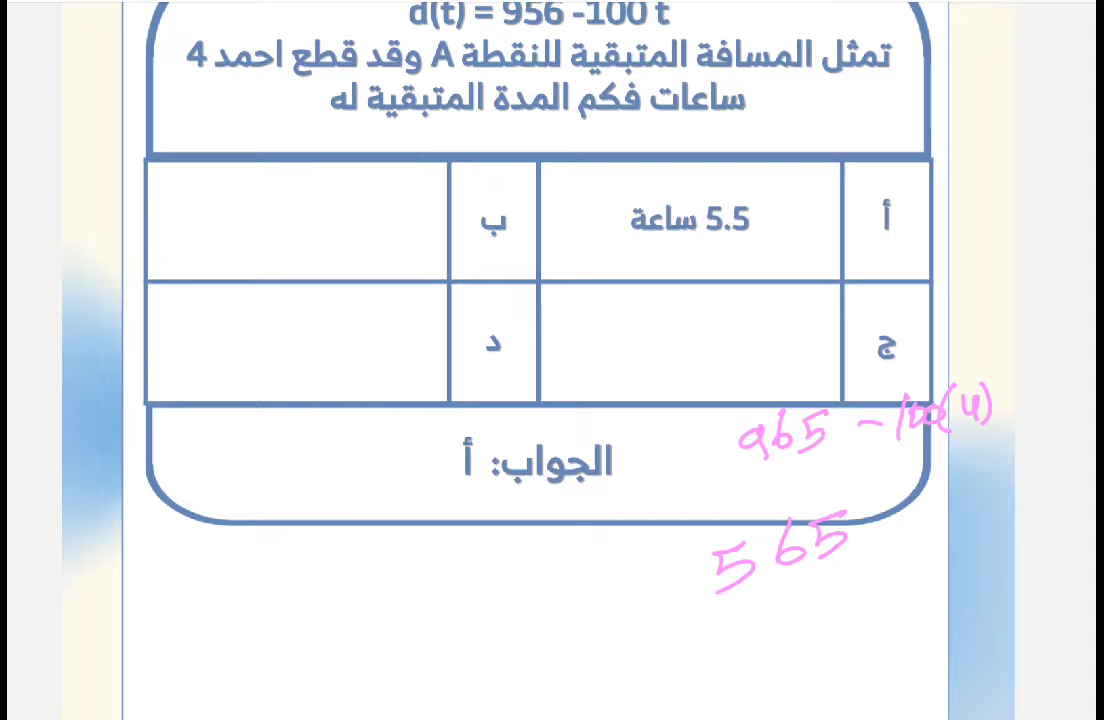 d(t) = 956 -100 t
تمثل المسافة المتبقية للنقطة A وقد قطع احمد 4
ساعات فكم المدة المتبقية له
أ
5.5 ساعة
ب
ج
د
965 - 100(4)
الجواب: أ
565